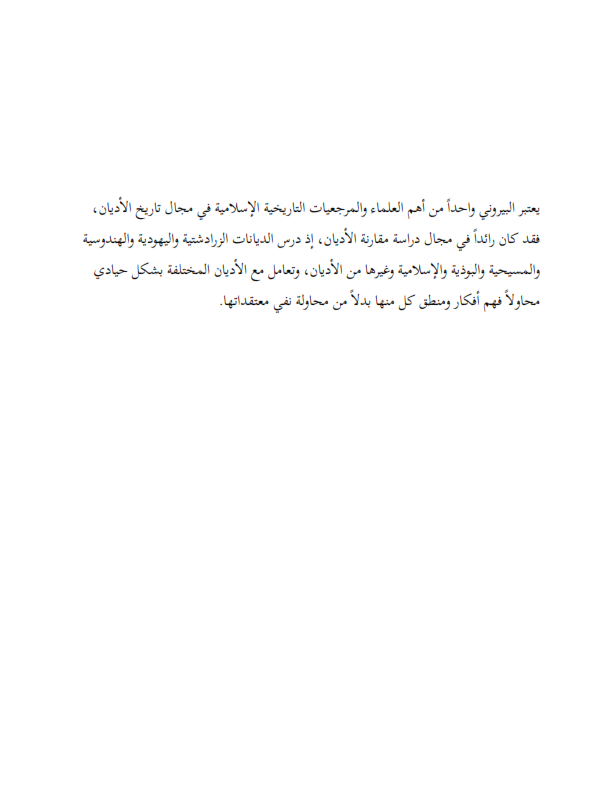 يعتبر البيروني واحداً من أهم العلماء والمرجعيات التاريخية الإسلامية في مجال تاريخ الأديان،
فقد كان رائداً في مجال دراسة مقارنة الأديان، إذ درس الديانات الزرادشتية واليهودية والهندوسية
والمسيحية والبوذية والإسلامية وغيرها من الأديان، وتعامل مع الأديان المختلفة بشكل حيادي
محاولاً فهم أفكار ومنطق كل منها بدلاً من محاولة نفي معتقداتها.